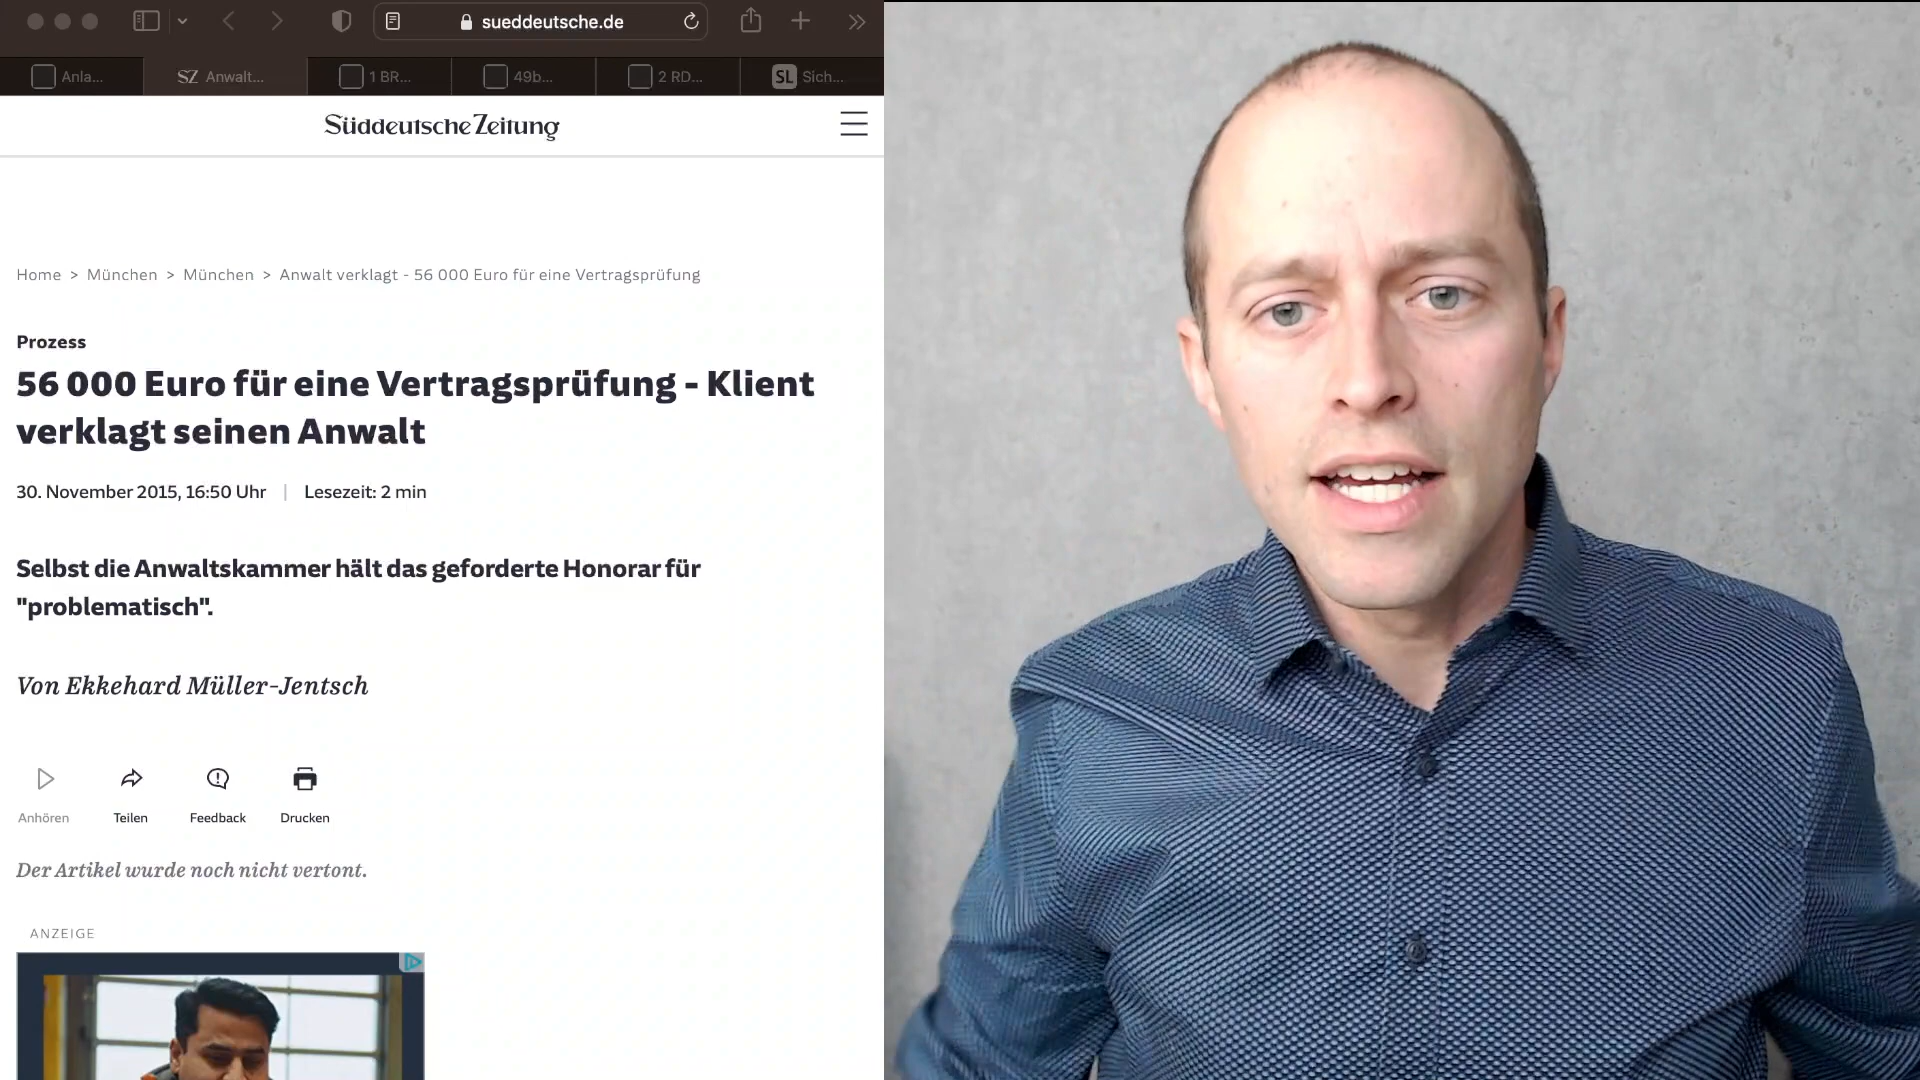 sueddeutsche.de
Anla...
SZ Anwalt...
1 BR...
49b...
2 RD...
SL Sich...
Süddeutsche Zeitung
Home > München > München > Anwalt verklagt - 56 000 Euro für eine Vertragsprüfung
Prozess
56 000 Euro für eine Vertragsprüfung - Klient
verklagt seinen Anwalt
30. November 2015, 16:50 Uhr | Lesezeit: 2 min
Selbst die Anwaltskammer hält das geforderte Honorar für
"problematisch".
Von Ekkehard Müller-Jentsch
Anhören
Teilen
Feedback
Drucken
Der Artikel wurde noch nicht vertont.
ANZEIGE